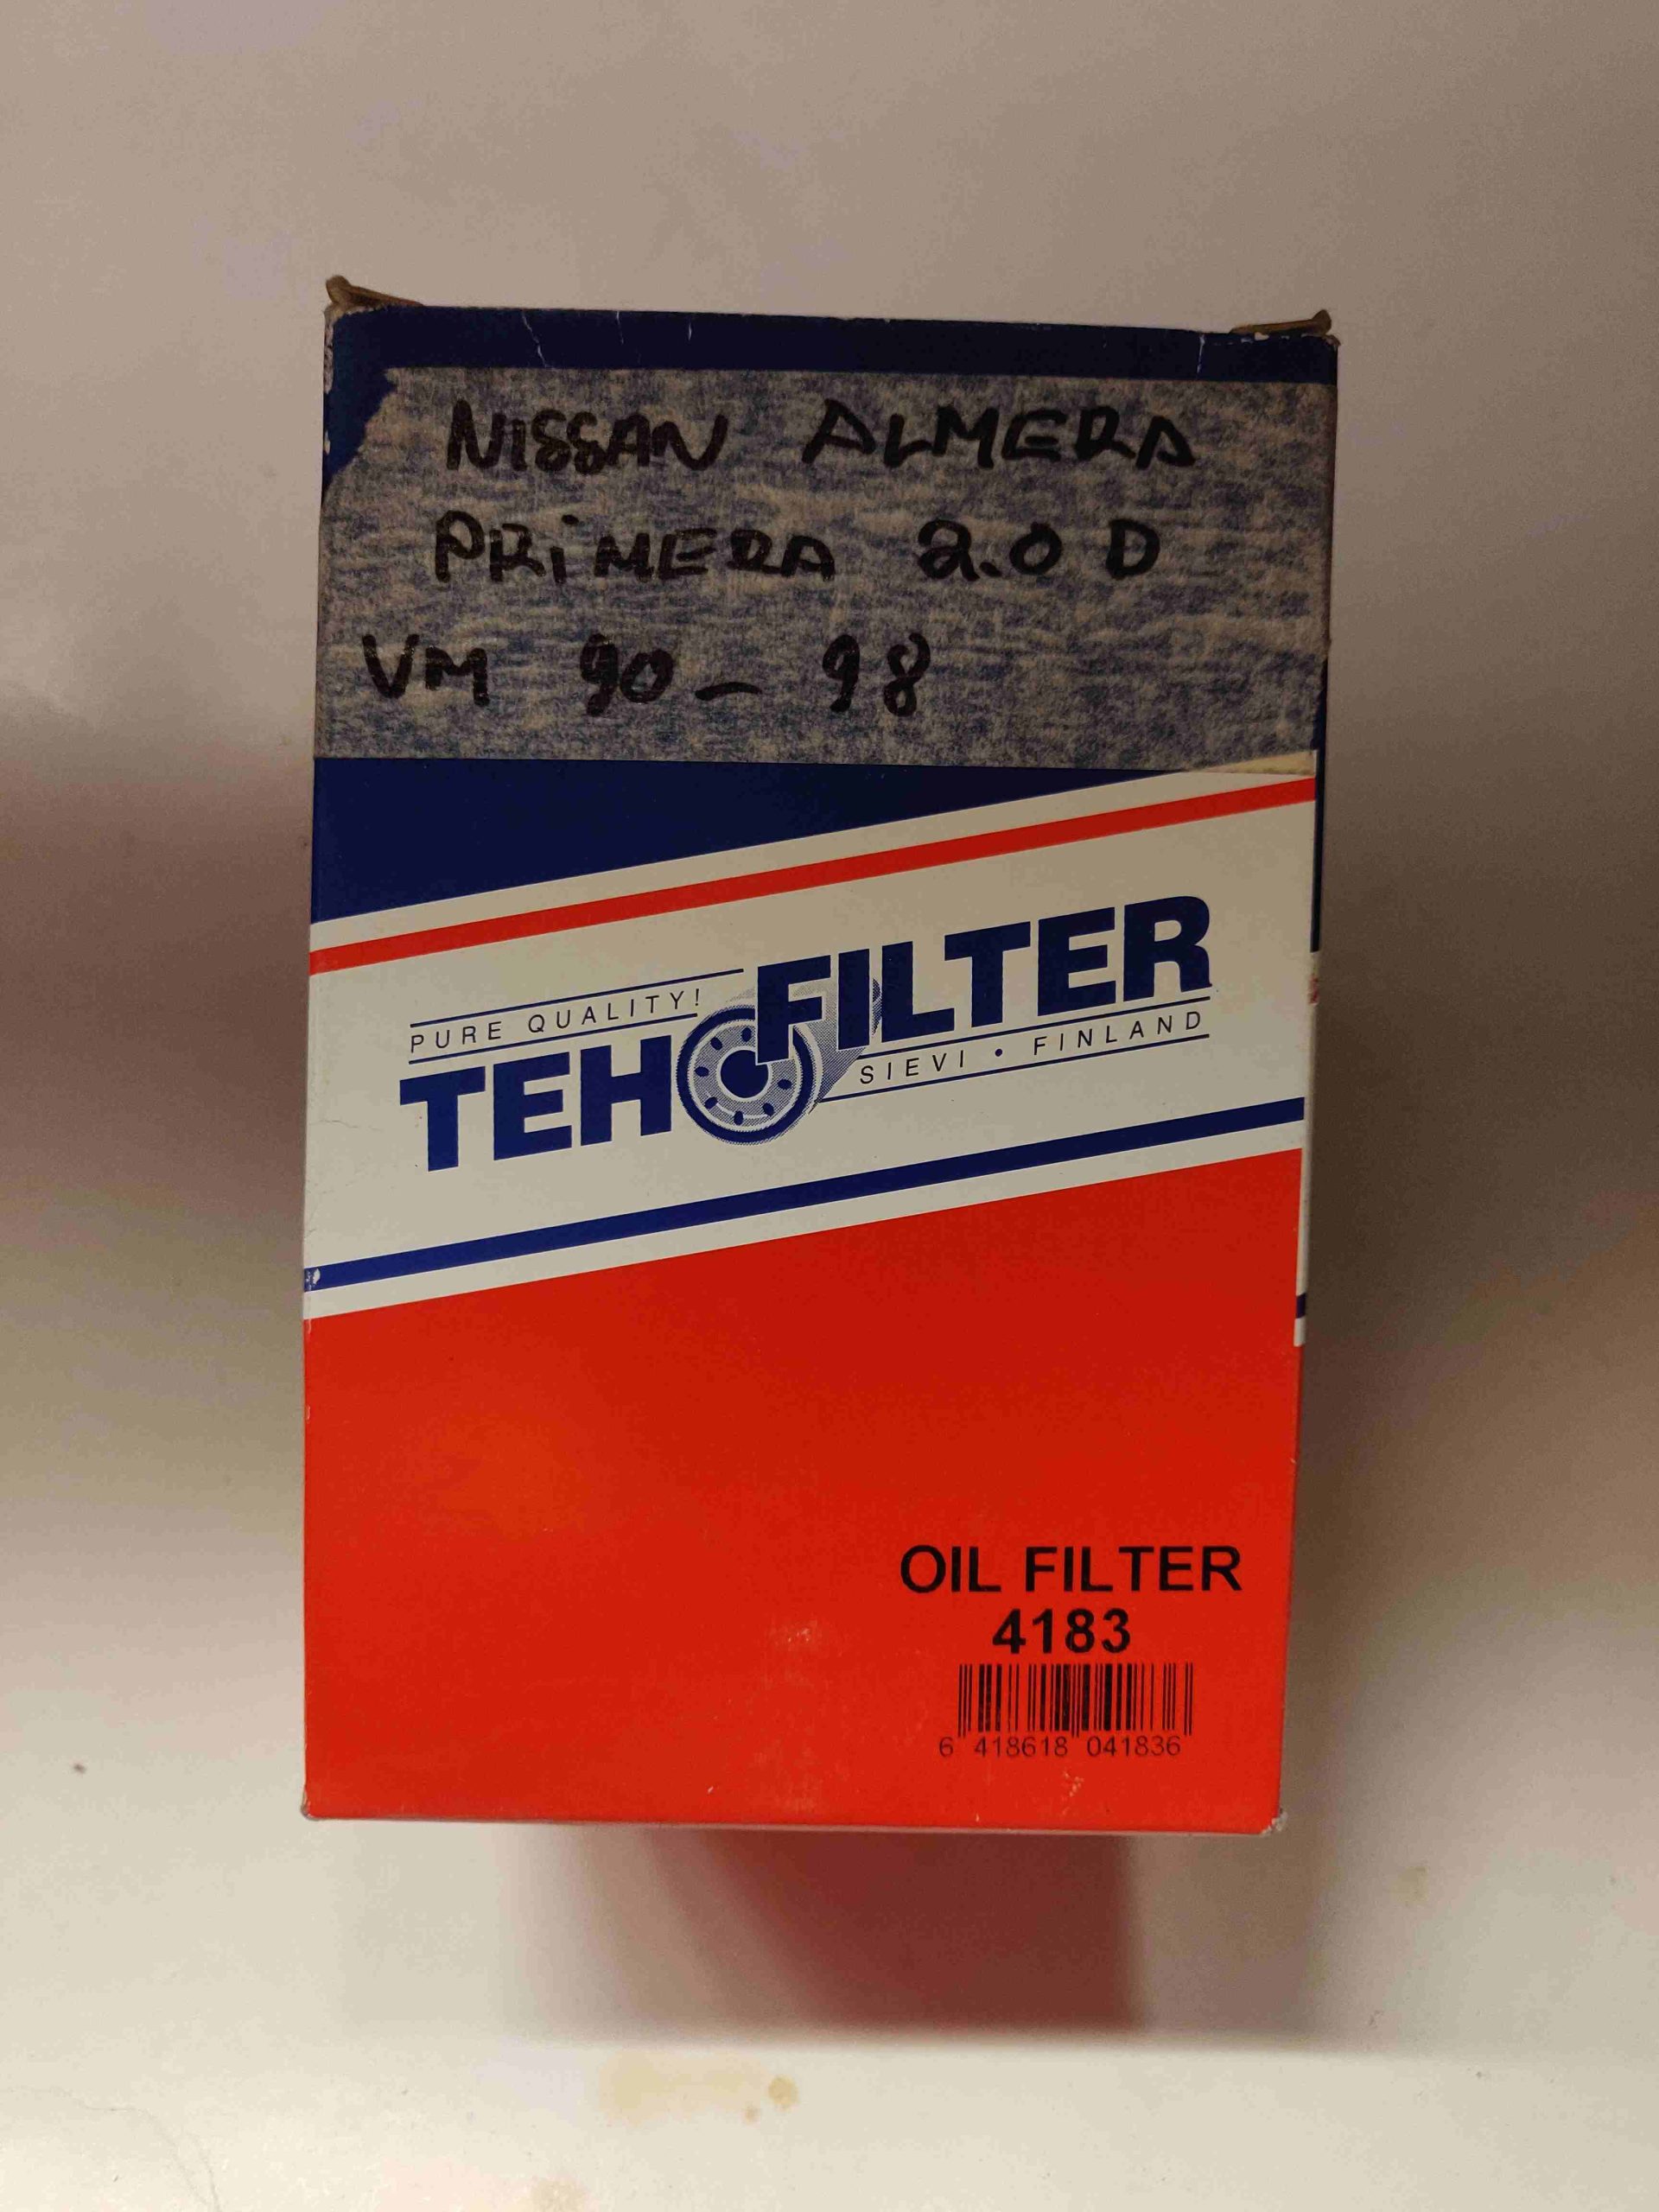 NISSAN ALMERA
PRiMERA 2.0 D
VM 90 - 98
PURE QUALITY!
TEHO FILTER
SIEVI • FINLAND
OIL FILTER
4183
6 418618 041836